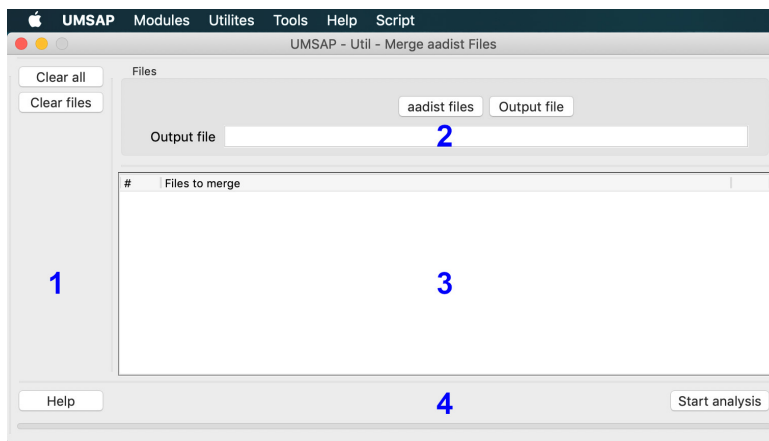 UMSAP Modules Utilites Tools Help Script
UMSAP - Util - Merge aadist Files
Clear all
Clear files
Files
aadist files Output file
Output file
2
# Files to merge
1
3
Help
4
Start analysis